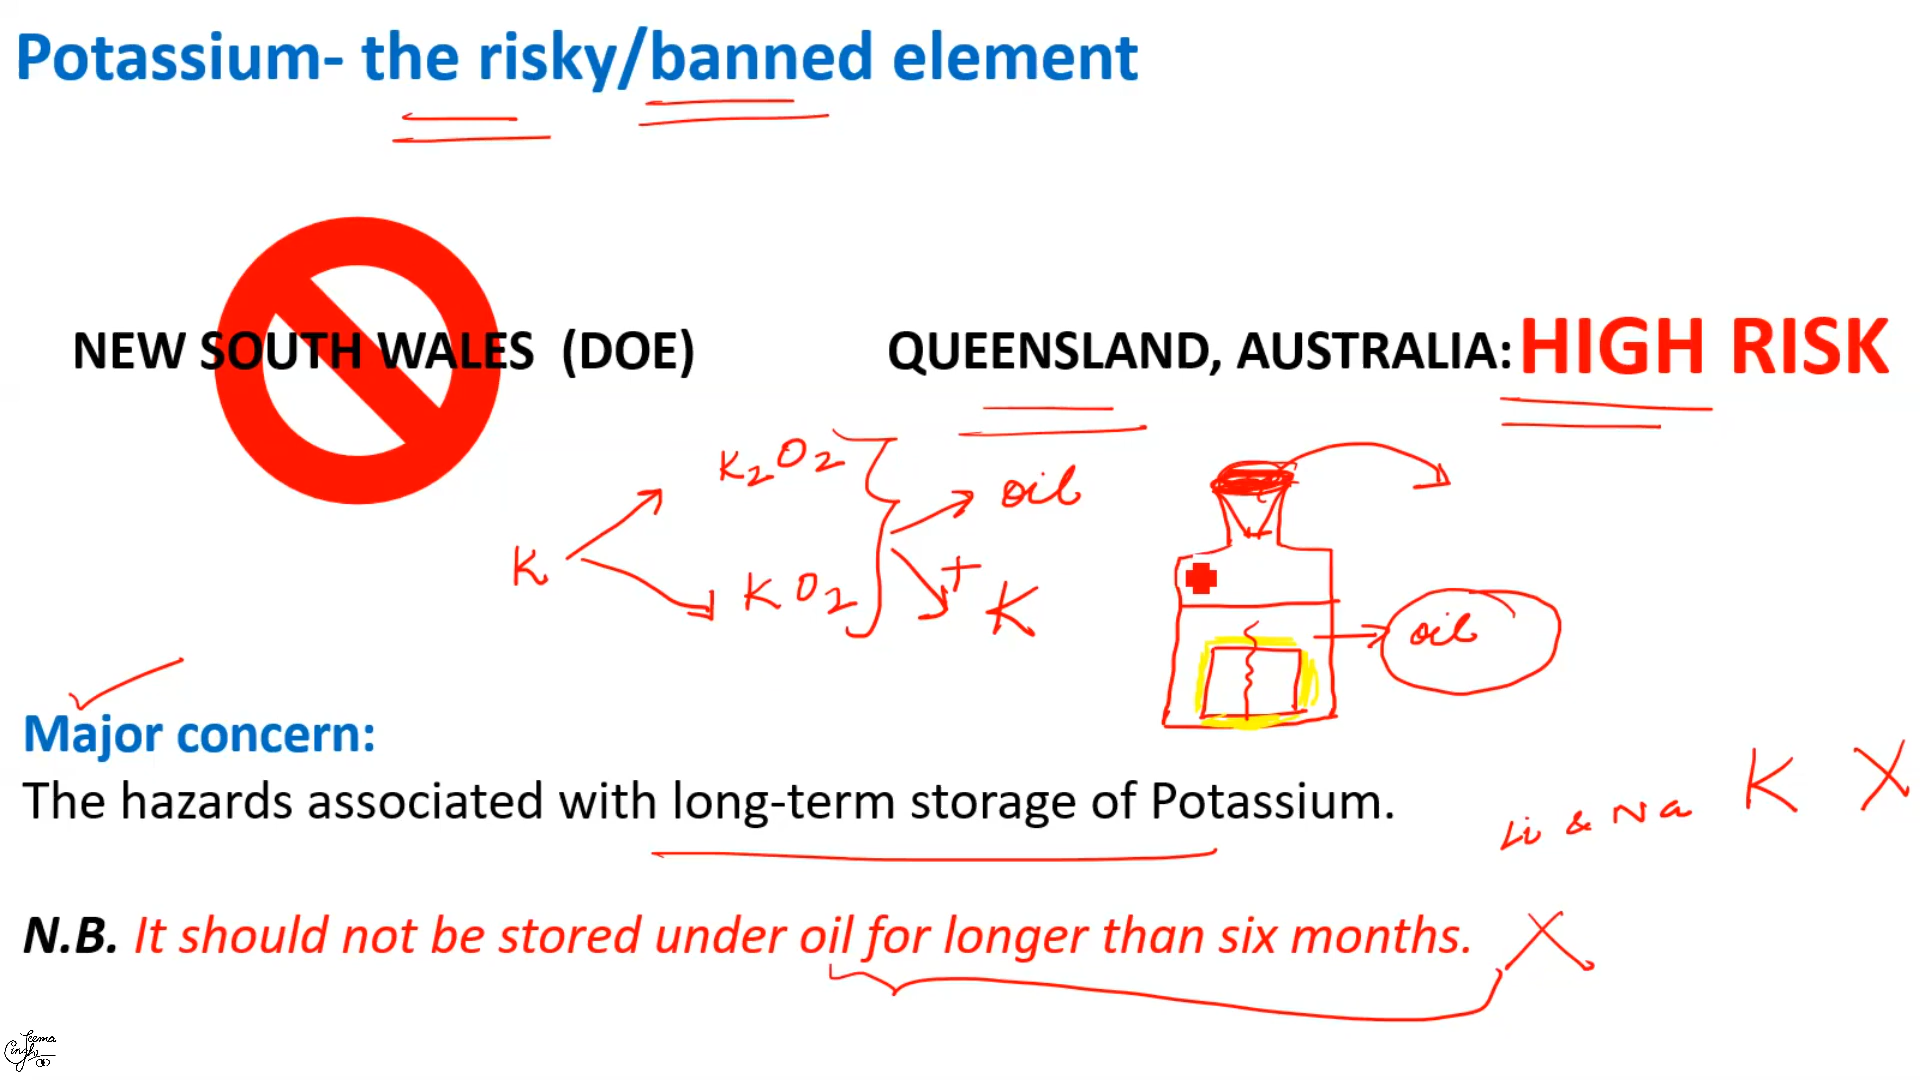 Potassium- the risky/banned element
NEW SOUTH WALES (DOE)
QUEENSLAND, AUSTRALIA: HIGH RISK
K2O2
oil
K
KO2
+ K
oil
Major concern:
The hazards associated with long-term storage of Potassium.
Li & Na K X
N.B. It should not be stored under oil for longer than six months. X
Seema